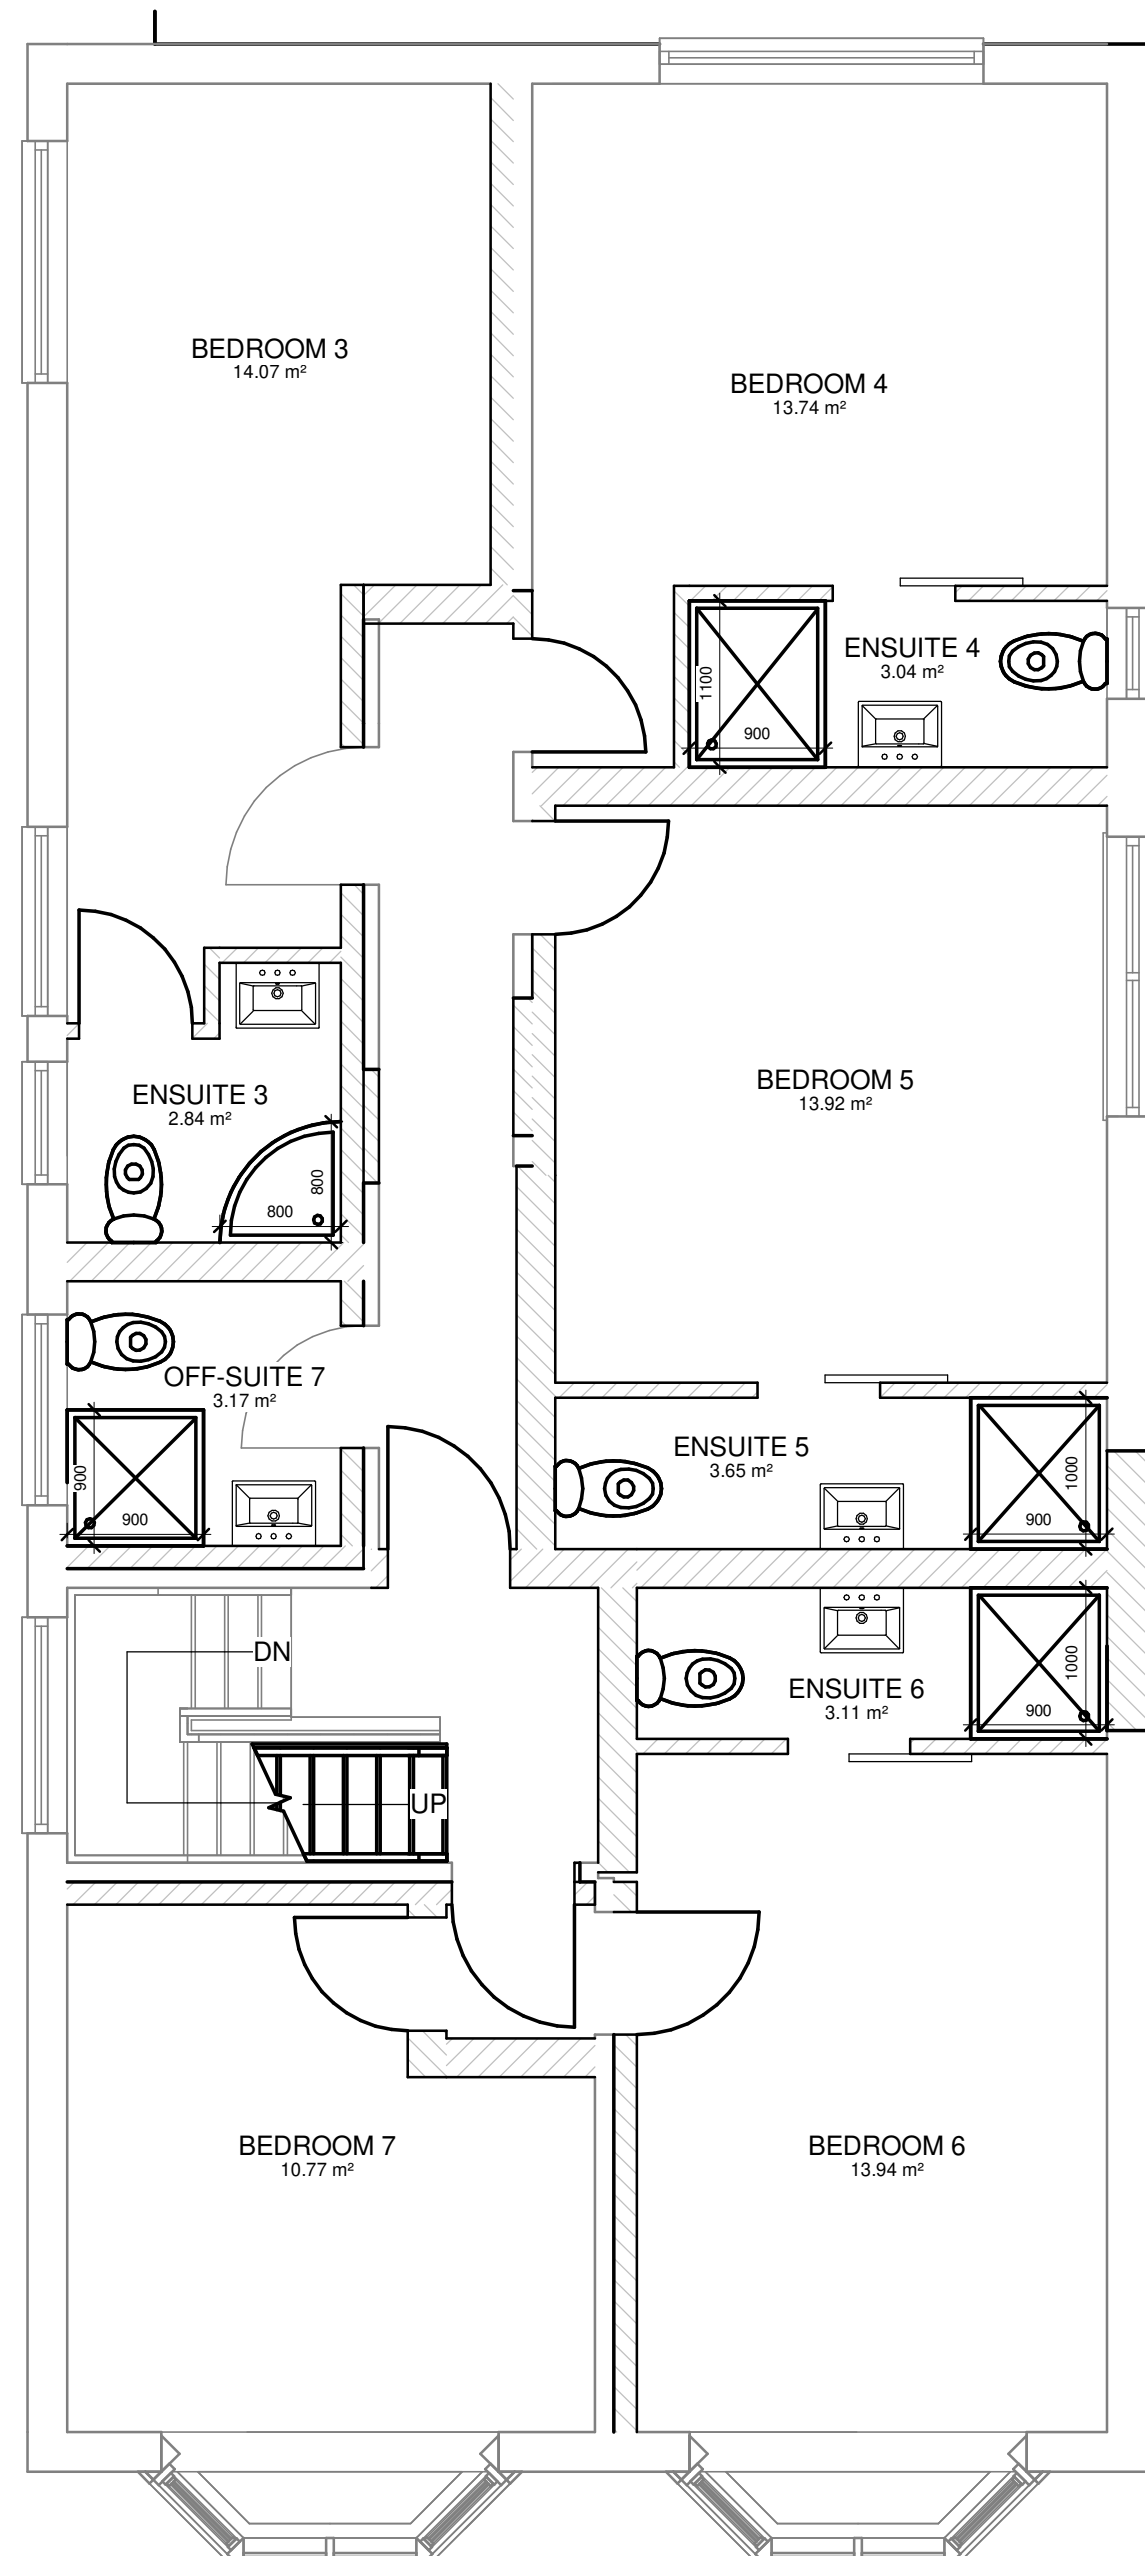 BEDROOM 3
14.07 m²
BEDROOM 4
13.74 m²
ENSUITE 4
3.04 m²
1100
900
BEDROOM 5
13.92 m²
ENSUITE 3
2.84 m²
800
800
OFF-SUITE 7
3.17 m²
900
900
ENSUITE 5
3.65 m²
1000
900
DN
ENSUITE 6
3.11 m²
1000
900
UP
BEDROOM 7
10.77 m²
BEDROOM 6
13.94 m²